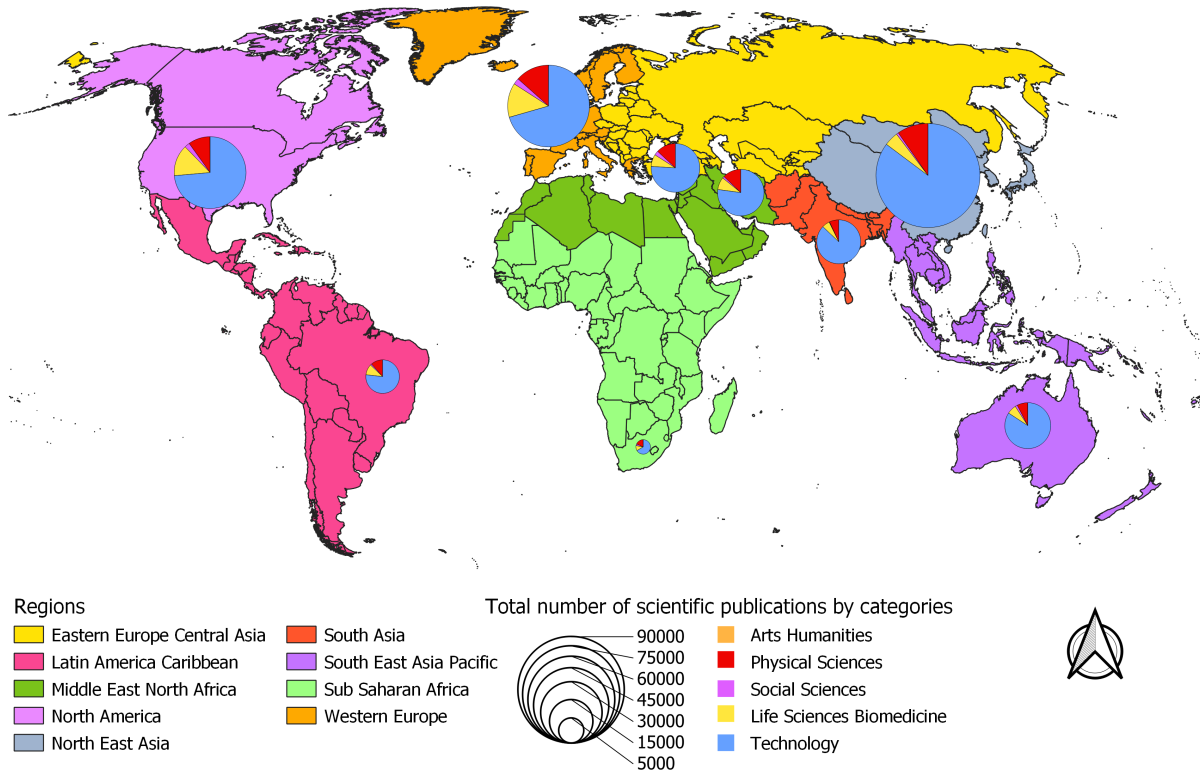 Regions
Eastern Europe Central Asia
Latin America Caribbean
Middle East North Africa
North America
North East Asia
South Asia
South East Asia Pacific
Sub Saharan Africa
Western Europe
Total number of scientific publications by categories
90000
75000
60000
45000
30000
15000
5000
Arts Humanities
Physical Sciences
Social Sciences
Life Sciences Biomedicine
Technology